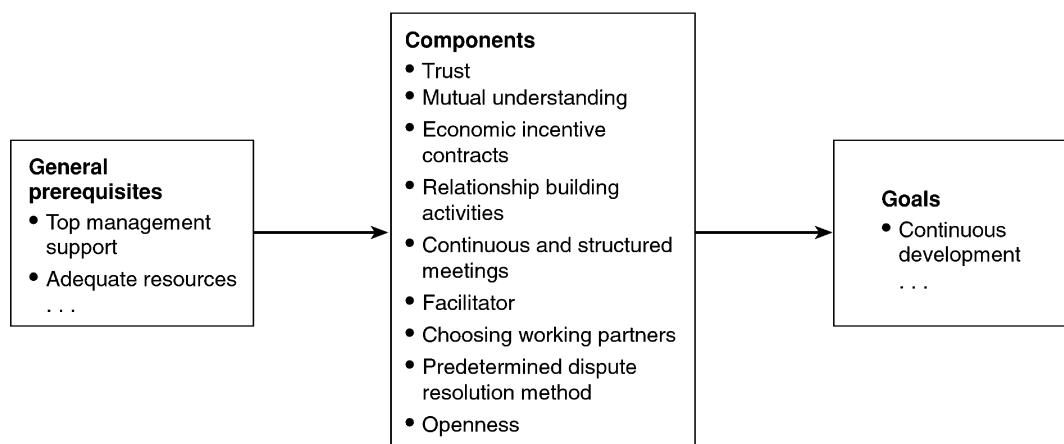 General
prerequisites
• Top management
support
• Adequate resources
. . .
Components
• Trust
• Mutual understanding
• Economic incentive
contracts
• Relationship building
activities
• Continuous and structured
meetings
• Facilitator
• Choosing working partners
• Predetermined dispute
resolution method
• Openness
Goals
• Continuous
development
. . .